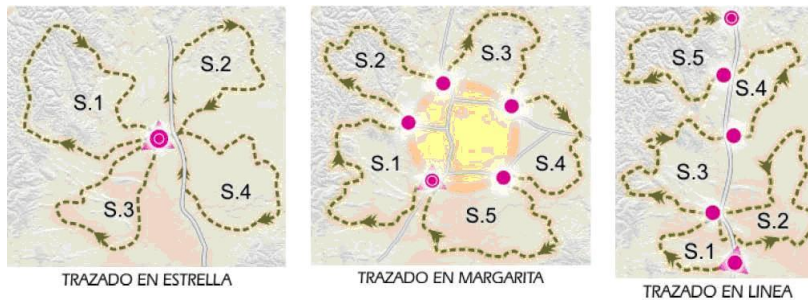 S.1
S.2
S.3
S.4
TRAZADO EN ESTRELLA
S.2
S.3
S.1
S.4
S.5
TRAZADO EN MARGARITA
S.5
S.4
S.3
S.2
S.1
TRAZADO EN LINEA